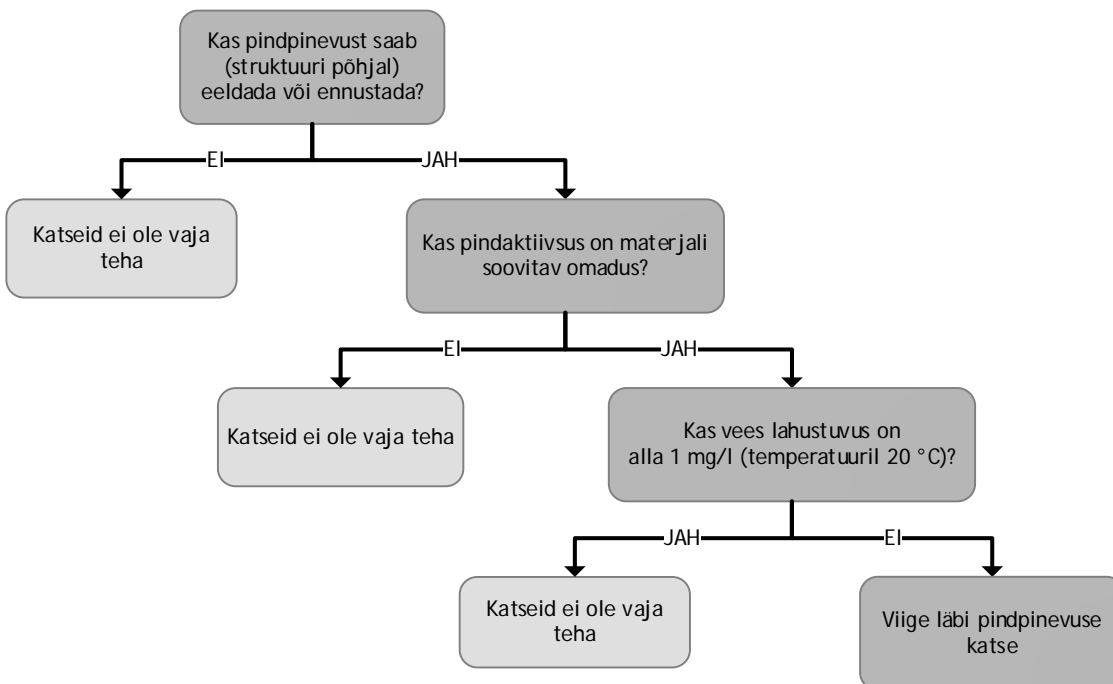 Kas pindpinevust saab
(struktuuri põhjal)
eeldada või ennustada?
EI
JAH
Katseid ei ole vaja
teha
Kas pindaktiivsus on materjali
soovitav omadus?
EI
JAH
Katseid ei ole vaja teha
Kas vees lahustuvus on
alla 1 mg/l (temperatuuril 20 °C)?
JAH
EI
Katseid ei ole vaja
teha
Viige läbi pindpinevuse
katse